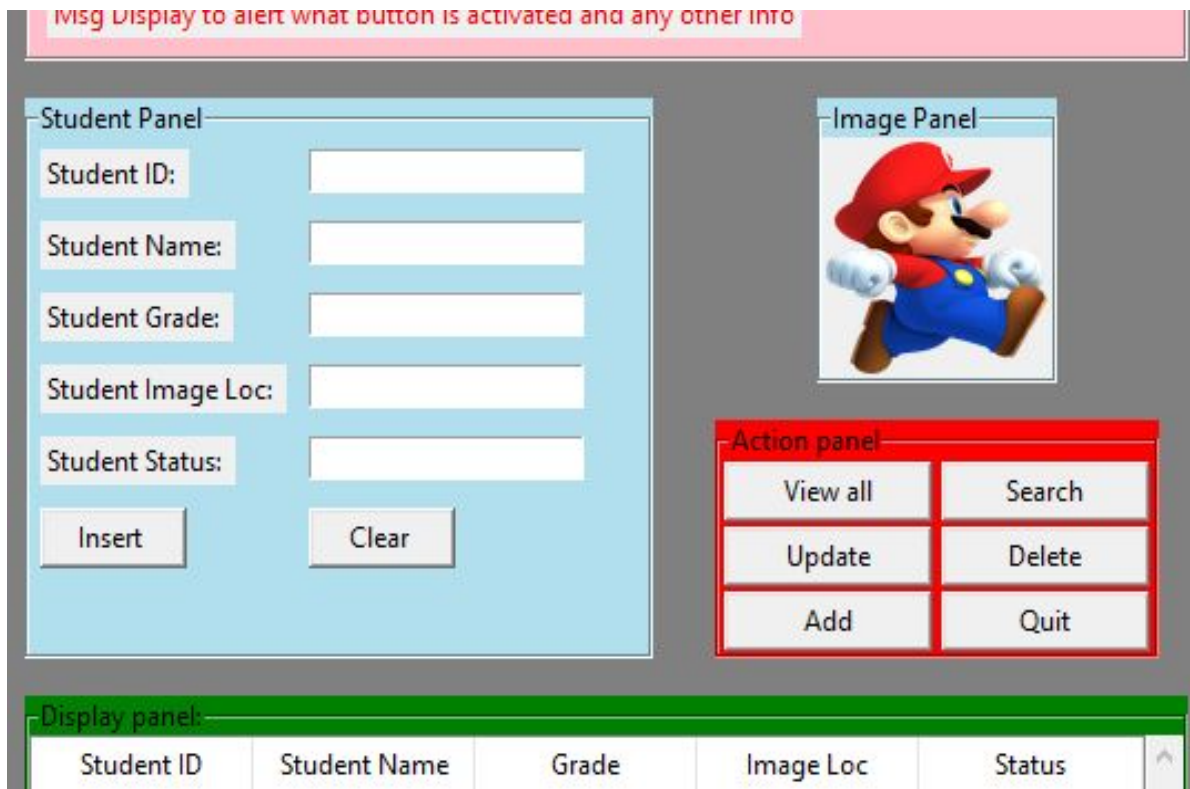 Msg Display to alert what button is activated and any other info
Student Panel
Student ID:
Student Name:
Student Grade:
Student Image Loc:
Student Status:
Insert Clear
Image Panel
Action panel
View all Search
Update Delete
Add Quit
Display panel:
Student ID Student Name Grade Image Loc Status